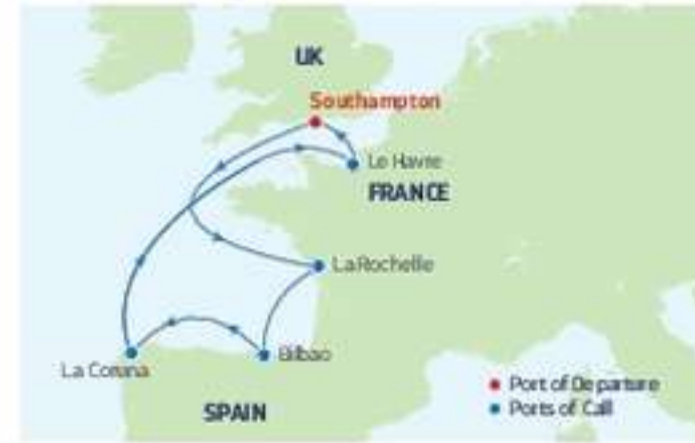 UK
Southampton
Le Havre
FRANCE
La Rochelle
Bilbao
La Coruna
SPAIN
Port of Departure
Ports of Call